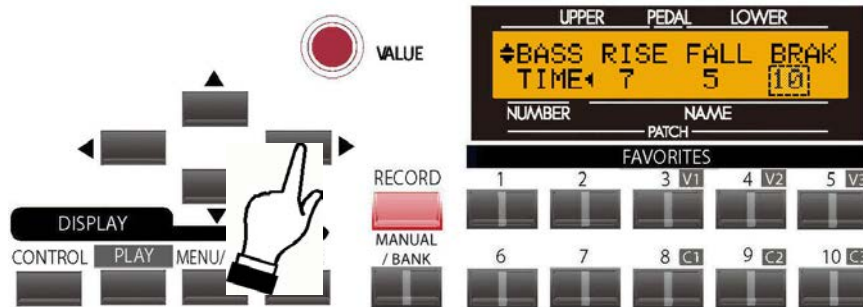 UPPER PEDAL LOWER
BASS RISE FALL BRAK
TIME 7 5 10
NUMBER NAME
PATCH
VALUE
FAVORITES
RECORD
1 2 3 V1 4 V2 5 V3
DISPLAY
CONTROL PLAY MENU/
MANUAL
/ BANK
6 7 8 C1 9 C2 10 C3